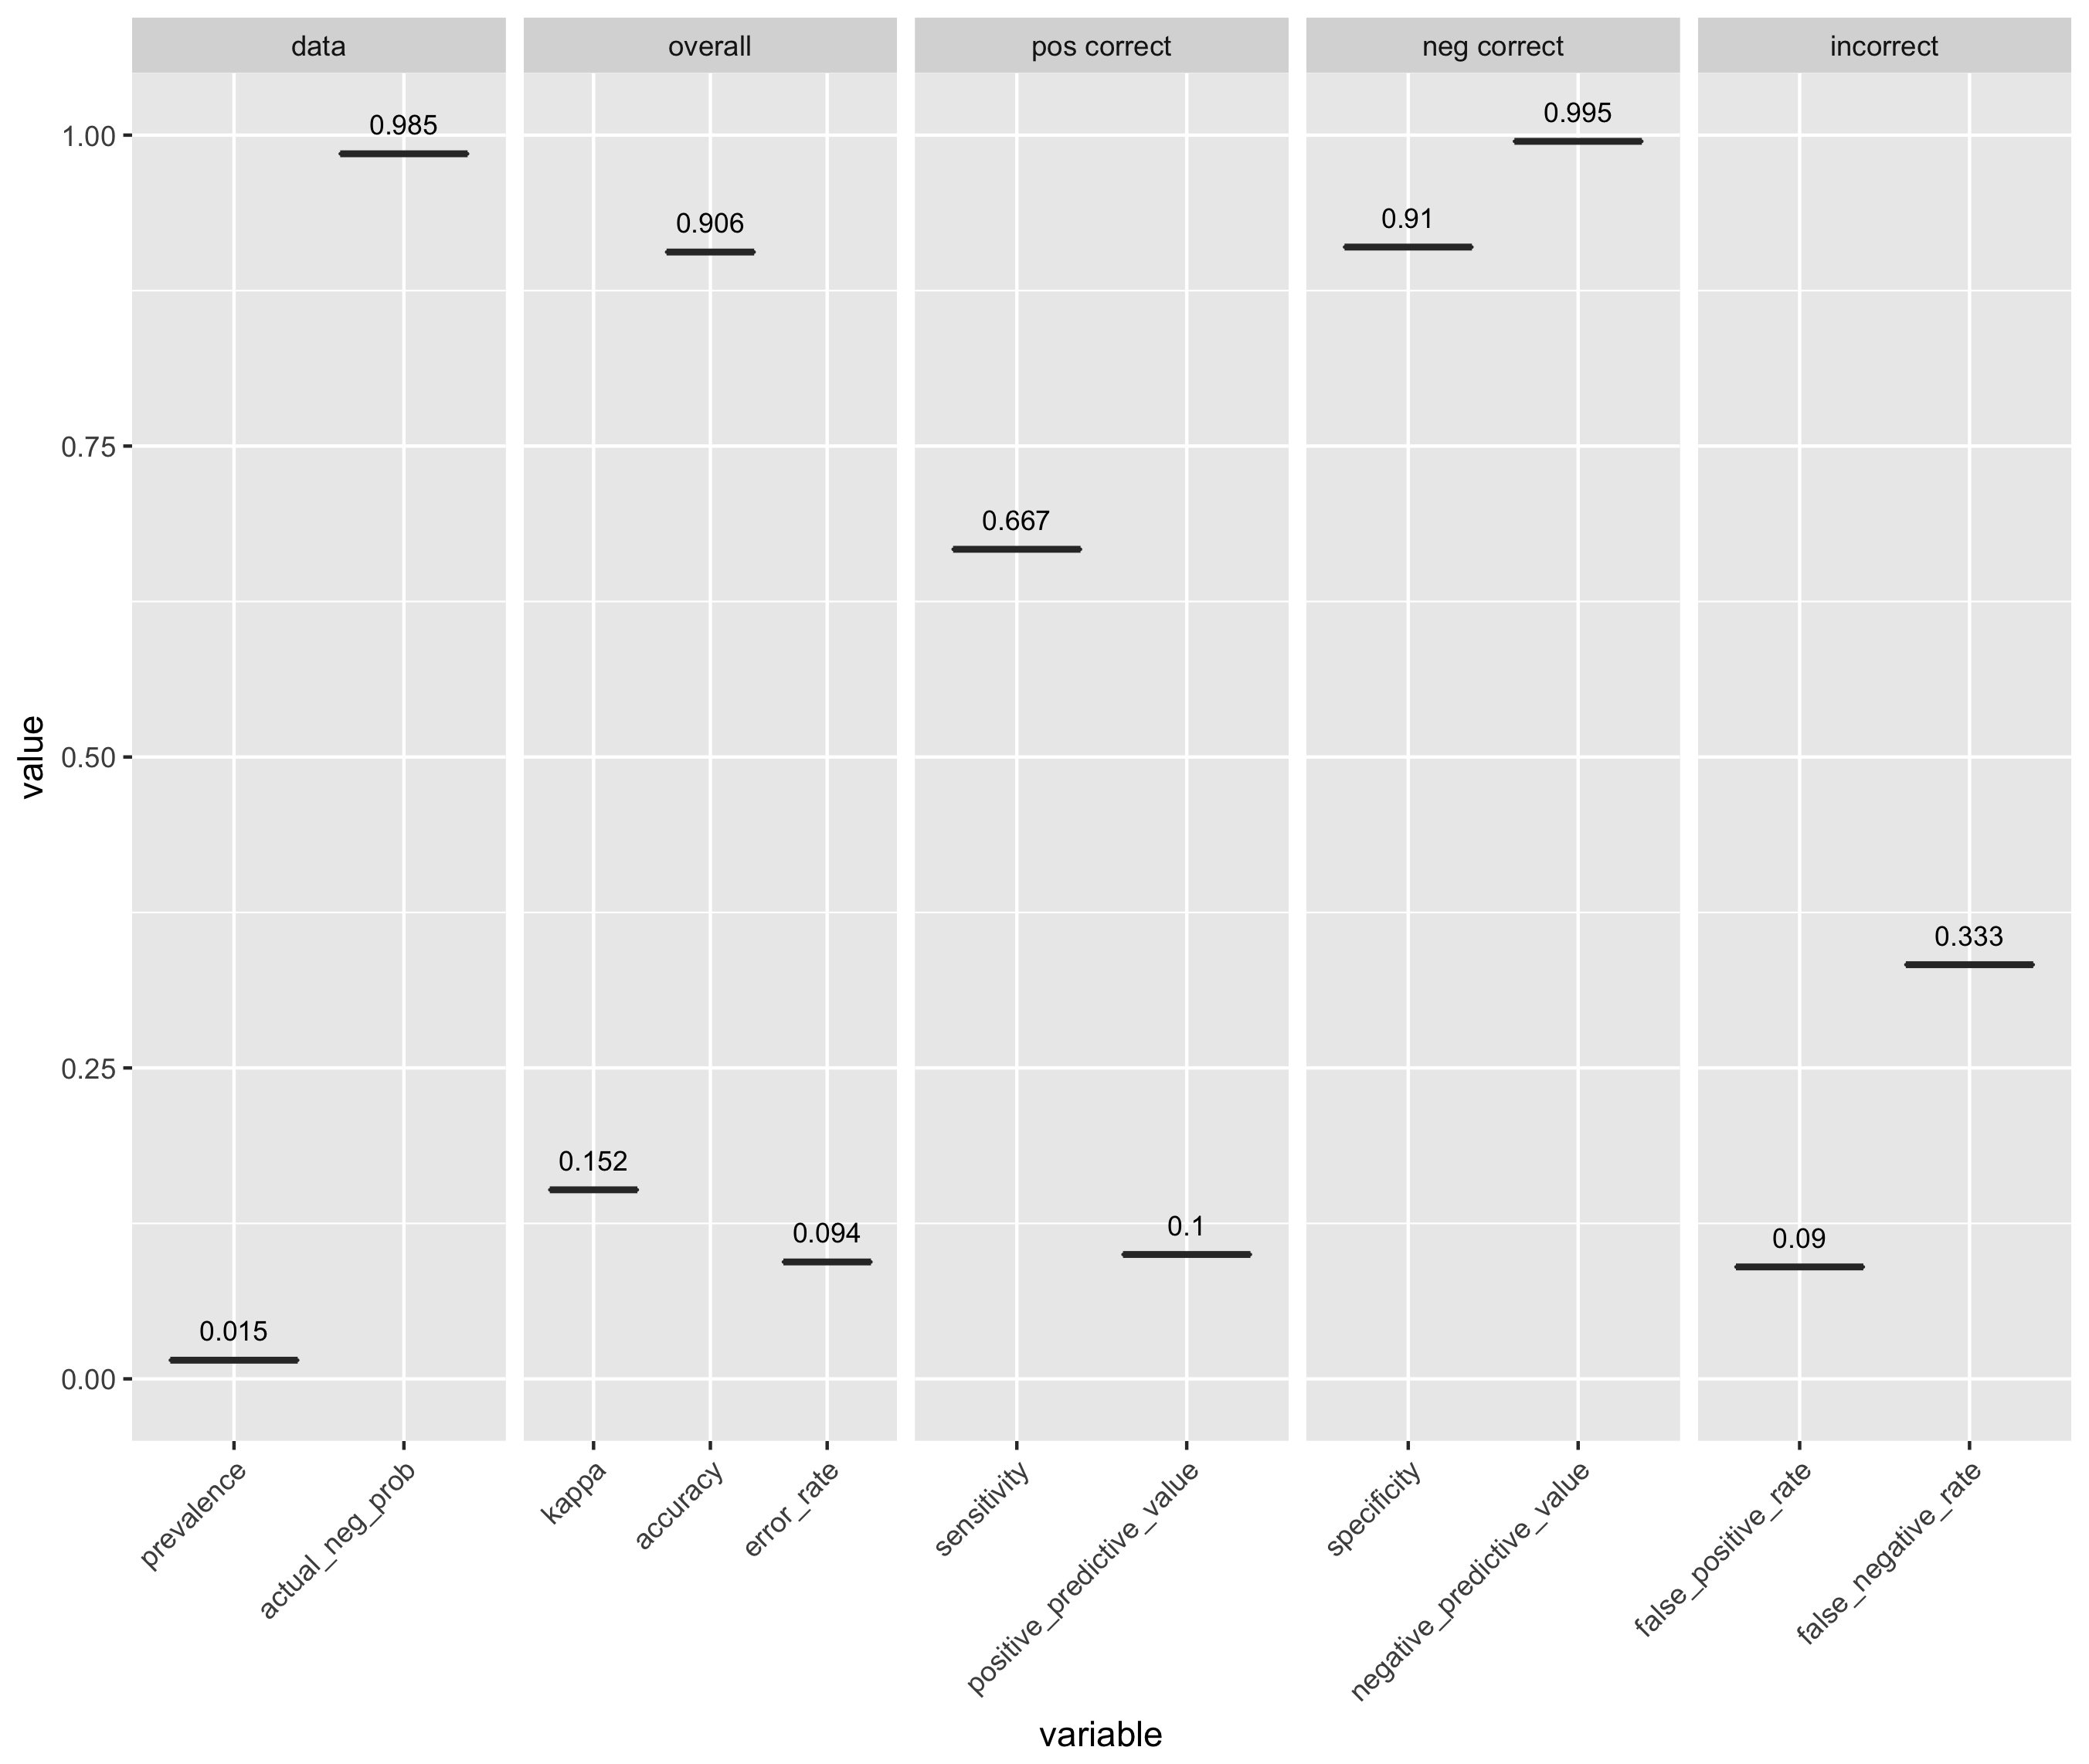 data
overall
pos correct
neg correct
incorrect
value
1.00
0.75
0.50
0.25
0.00
0.015
0.985
0.152
0.906
0.094
0.667
0.1
0.91
0.995
0.09
0.333
prevalence
actual_neg_prob
kappa
accuracy
error_rate
sensitivity
positive_predictive_value
specificity
negative_predictive_value
false_positive_rate
false_negative_rate
variable